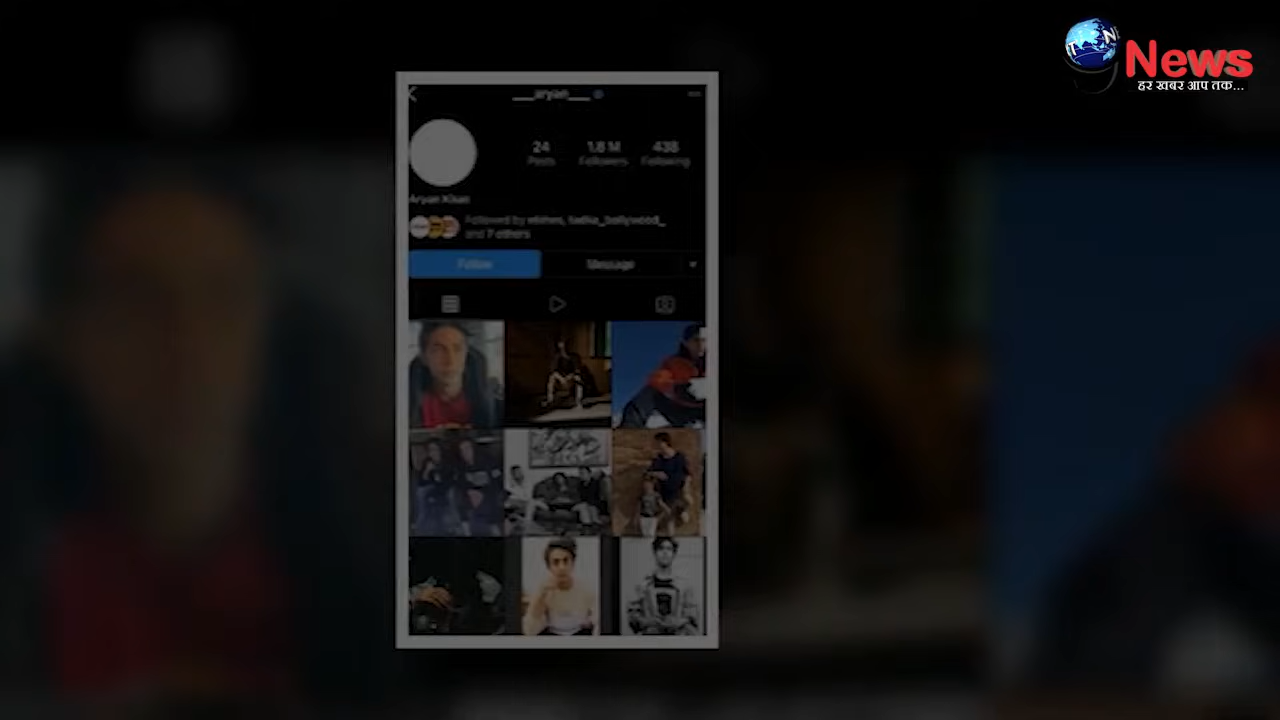 TNI
News
हर खबर आप तक...
___aryan___
24 1.8 M 438
Posts Followers Following
Aryan Khan
Followed by
and 7 others
Follow Message